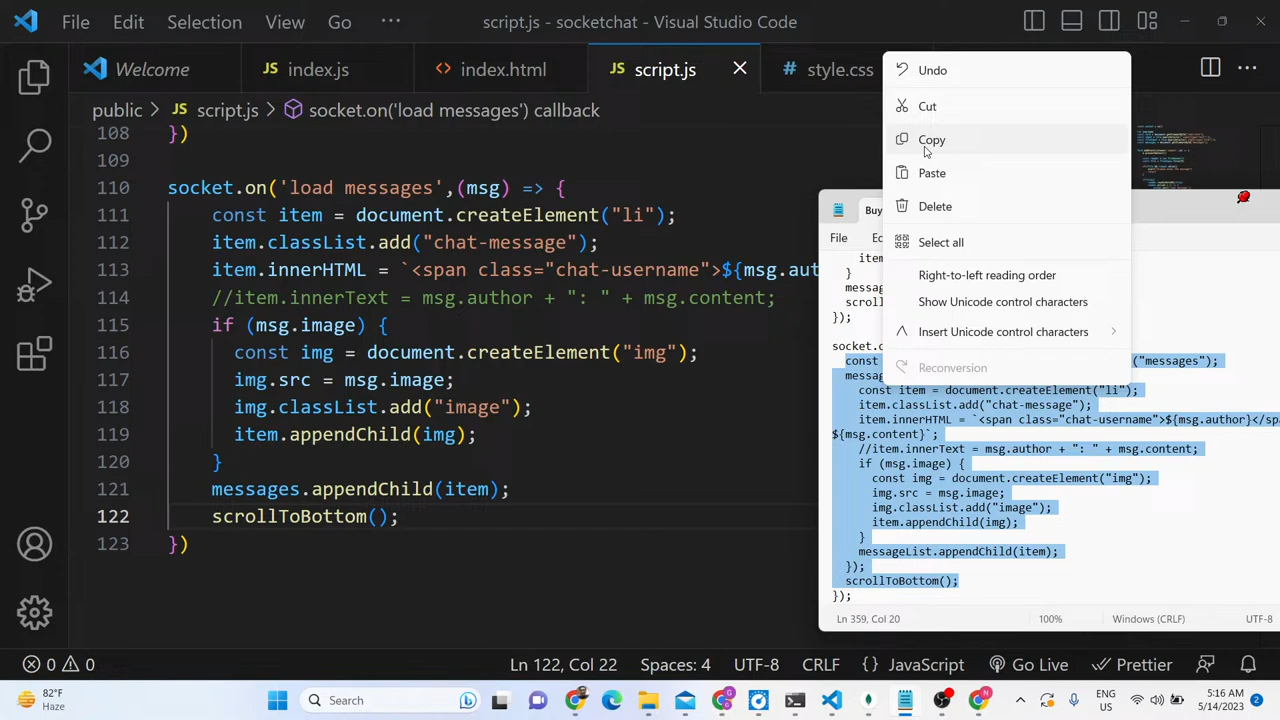 File Edit Selection View Go ··· script.js - socketchat - Visual Studio Code
Welcome JS index.js <> index.html JS script.js # style.css ···
public > JS script.js > socket.on('load messages') callback
108 })
109
110 socket.on('load messages',(msg) => {
111 const item = document.createElement("li");
112 item.classList.add("chat-message");
113 item.innerHTML = `<span class="chat-username">${msg.aut
114 //item.innerText = msg.author + ": " + msg.content;
115 if (msg.image) {
116 const img = document.createElement("img");
117 img.src = msg.image;
118 img.classList.add("image");
119 item.appendChild(img);
120 }
121 messages.appendChild(item);
122 scrollToBottom();
123 })
Undo
Cut
Copy
Paste
Delete
Select all
Right-to-left reading order
Show Unicode control characters
Insert Unicode control characters
Reconversion
Buy
File Ed
item
}
messa
scrol
});
socket.o
const ("messages");
messag
const item = document.createElement("li");
item.classList.add("chat-message");
item.innerHTML = `<span class="chat-username">${msg.author}</sp
${msg.content}`;
//item.innerText = msg.author + ": " + msg.content;
if (msg.image) {
const img = document.createElement("img");
img.src = msg.image;
img.classList.add("image");
item.appendChild(img);
}
messageList.appendChild(item);
});
scrollToBottom();
});
Ln 359, Col 20 100% Windows (CRLF) UTF-8
0 0 Ln 122, Col 22 Spaces: 4 UTF-8 CRLF {} JavaScript Go Live Prettier
82°F
Haze
Search
ENG
US
5:16 AM
5/14/2023
2